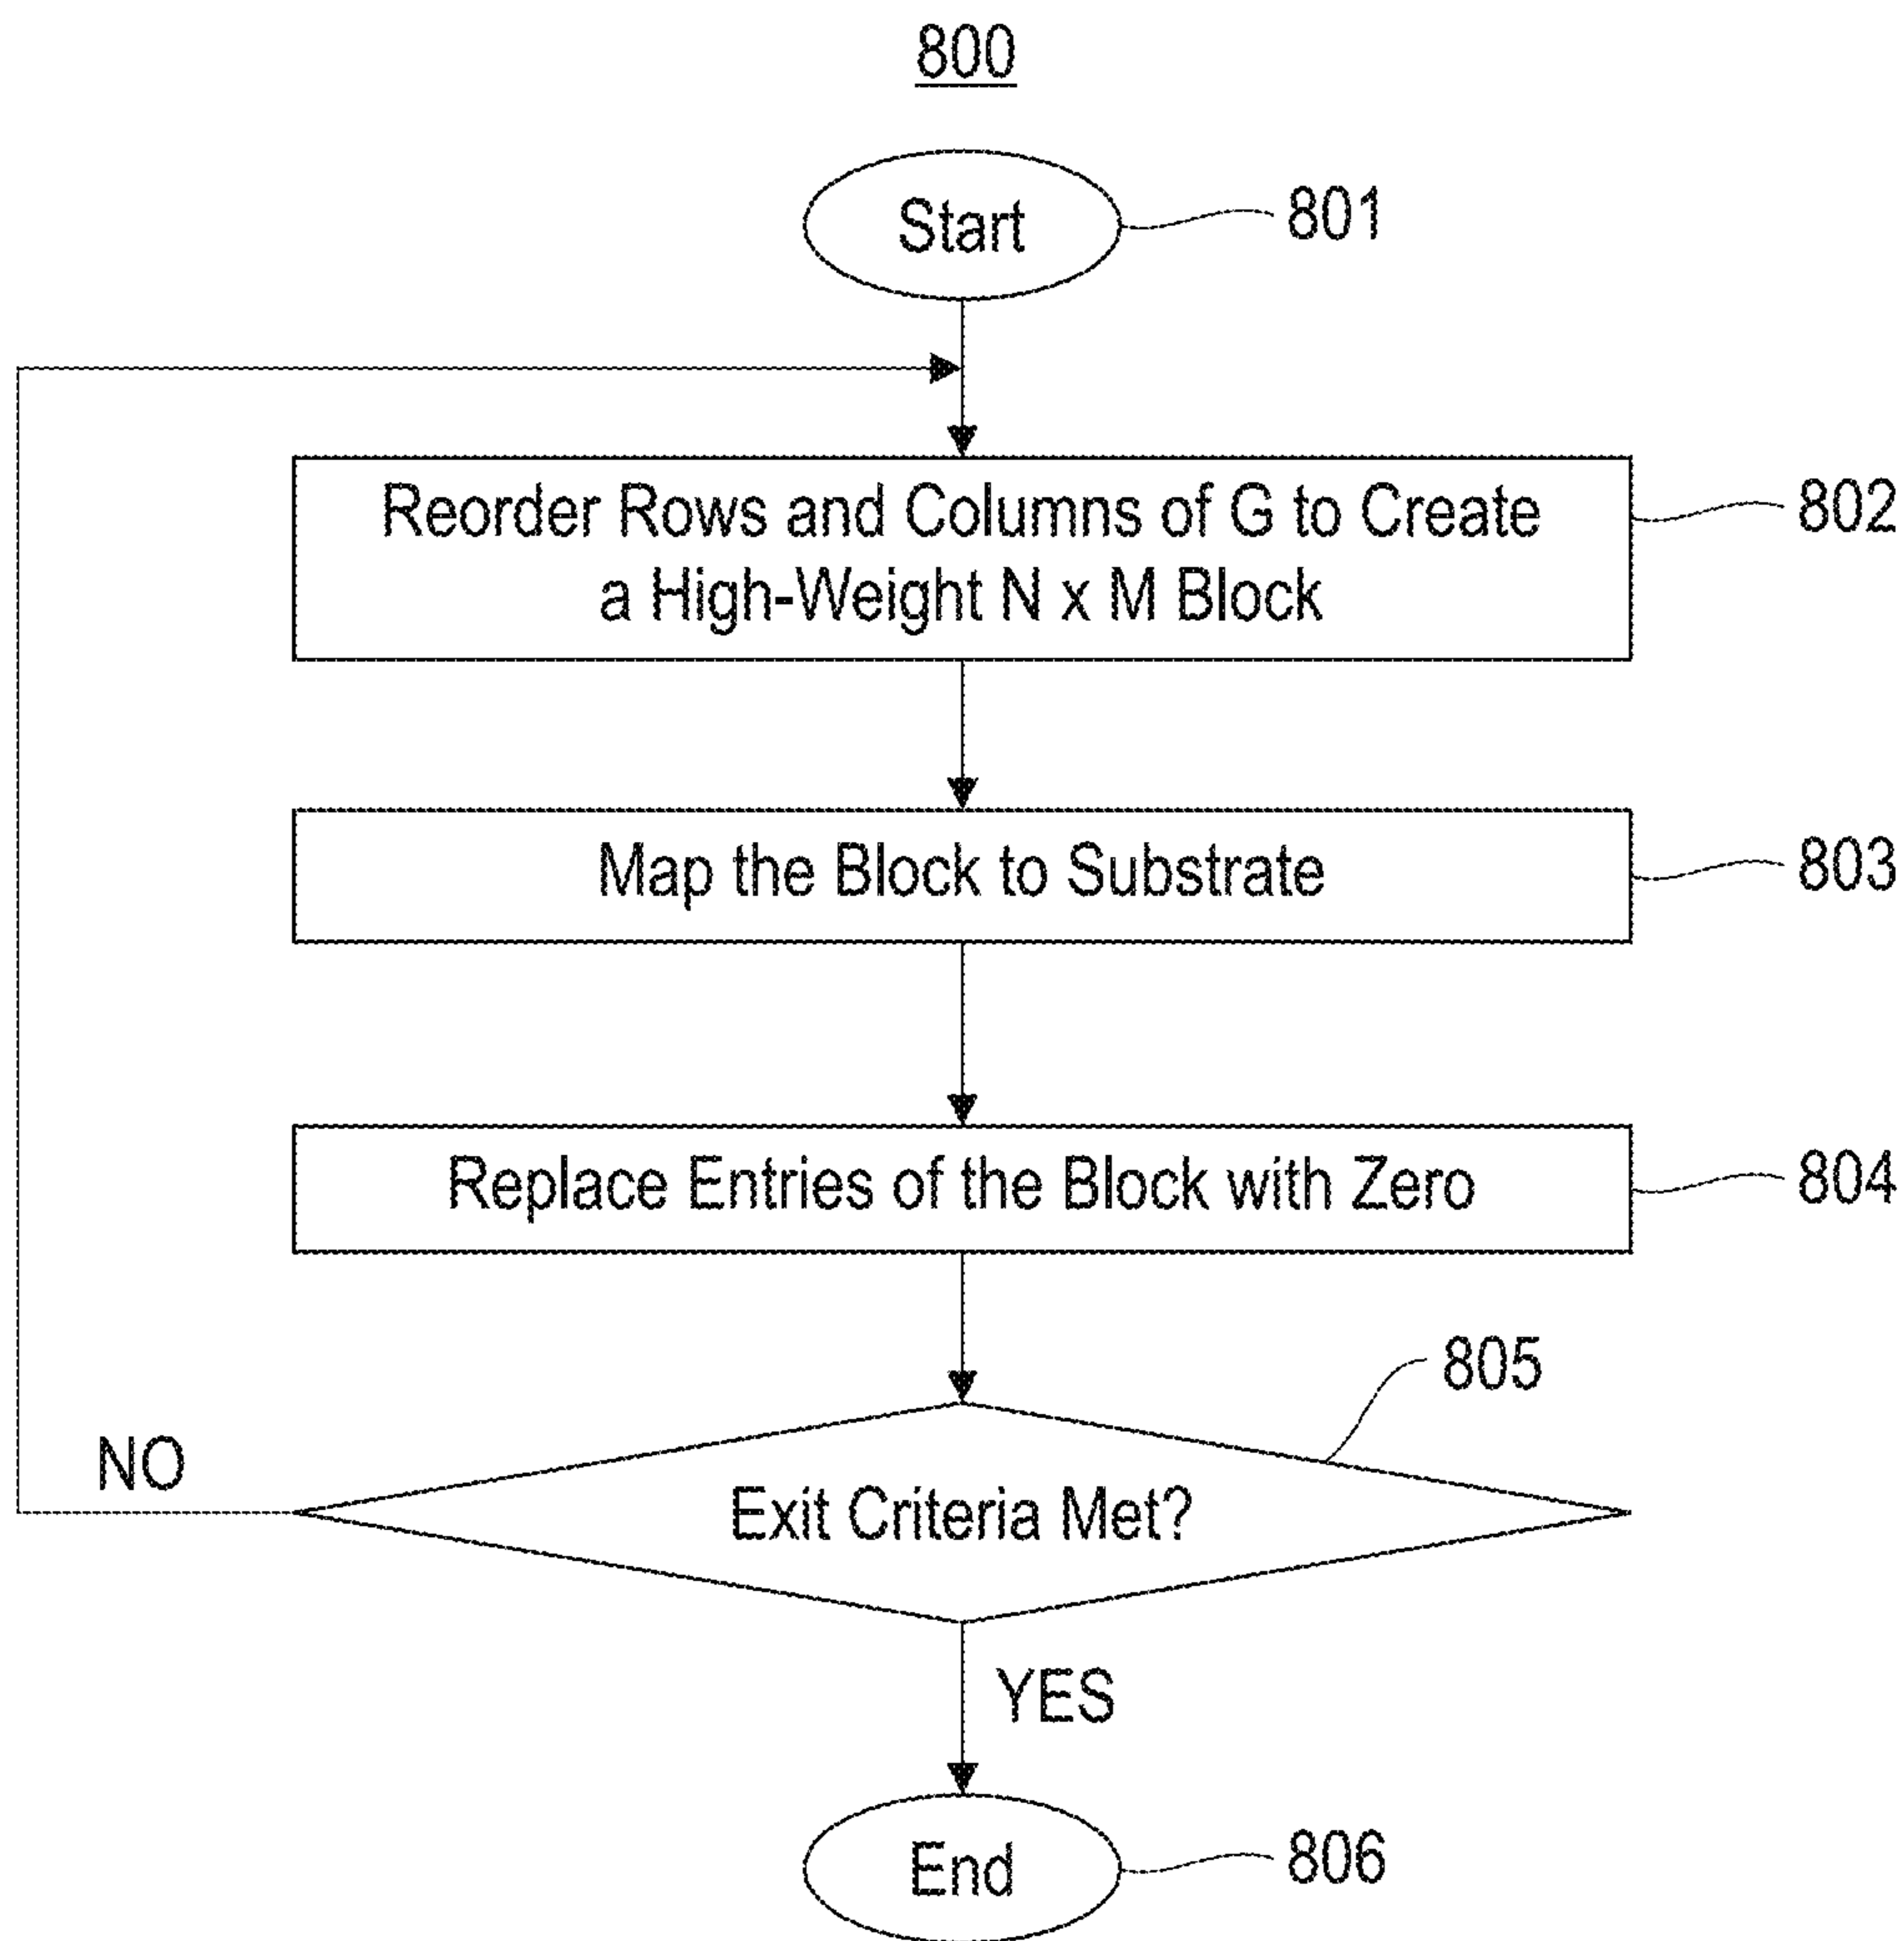 800
Start
801
Reorder Rows and Columns of G to Create
a High-Weight N x M Block
802
Map the Block to Substrate
803
Replace Entries of the Block with Zero
804
805
Exit Criteria Met?
NO
YES
End
806